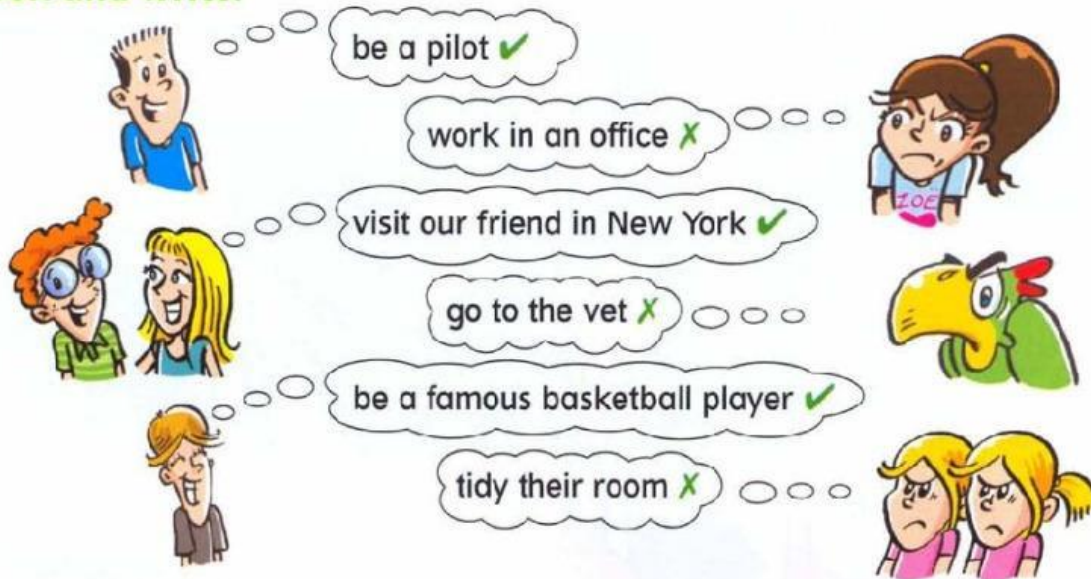 be a pilot ✔
work in an office ✗
ZOE
visit our friend in New York ✔
go to the vet ✗
be a famous basketball player ✔
tidy their room ✗